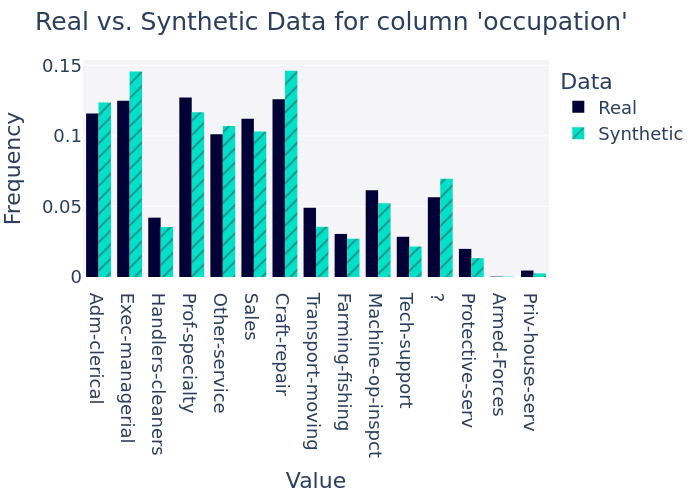 Real vs. Synthetic Data for column 'occupation'
Data
Real
Synthetic
Frequency
0.15
0.1
0.05
0
Adm-clerical
Exec-managerial
Handlers-cleaners
Prof-specialty
Other-service
Sales
Craft-repair
Transport-moving
Farming-fishing
Machine-op-inspct
Tech-support
?
Protective-serv
Armed-Forces
Priv-house-serv
Value